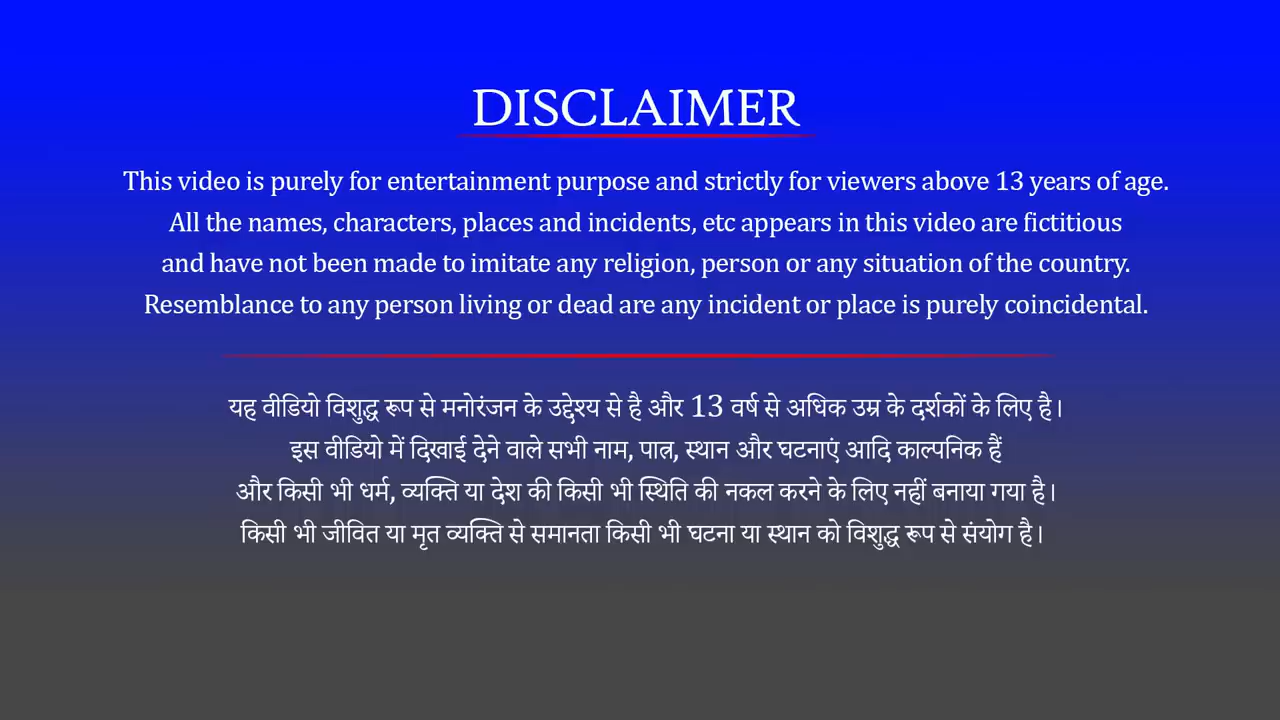 DISCLAIMER
This video is purely for entertainment purpose and strictly for viewers above 13 years of age.
All the names, characters, places and incidents, etc appears in this video are fictitious
and have not been made to imitate any religion, person or any situation of the country.
Resemblance to any person living or dead are any incident or place is purely coincidental.
यह वीडियो विशुद्ध रूप से मनोरंजन के उद्देश्य से है और 13 वर्ष से अधिक उम्र के दर्शकों के लिए है।
इस वीडियो में दिखाई देने वाले सभी नाम, पात्र, स्थान और घटनाएं आदि काल्पनिक हैं
और किसी भी धर्म, व्यक्ति या देश की किसी भी स्थिति की नकल करने के लिए नहीं बनाया गया है।
किसी भी जीवित या मृत व्यक्ति से समानता किसी भी घटना या स्थान को विशुद्ध रूप से संयोग है।